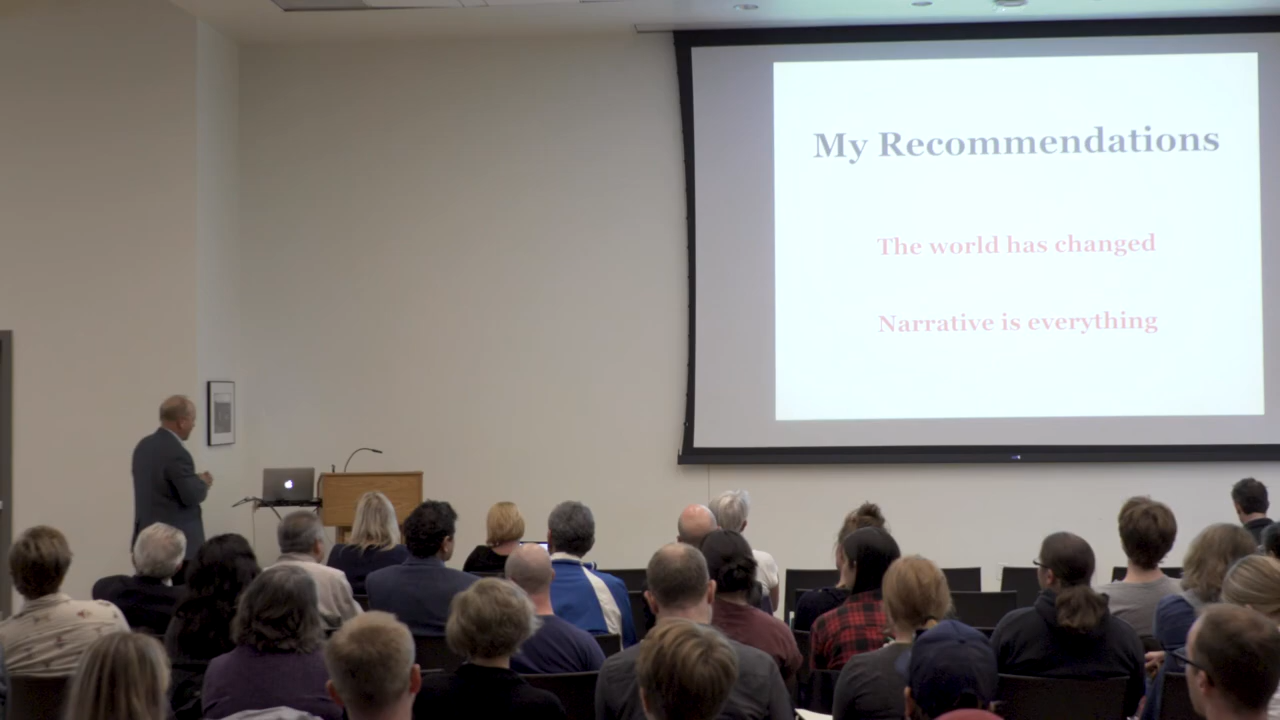 My Recommendations
The world has changed
Narrative is everything